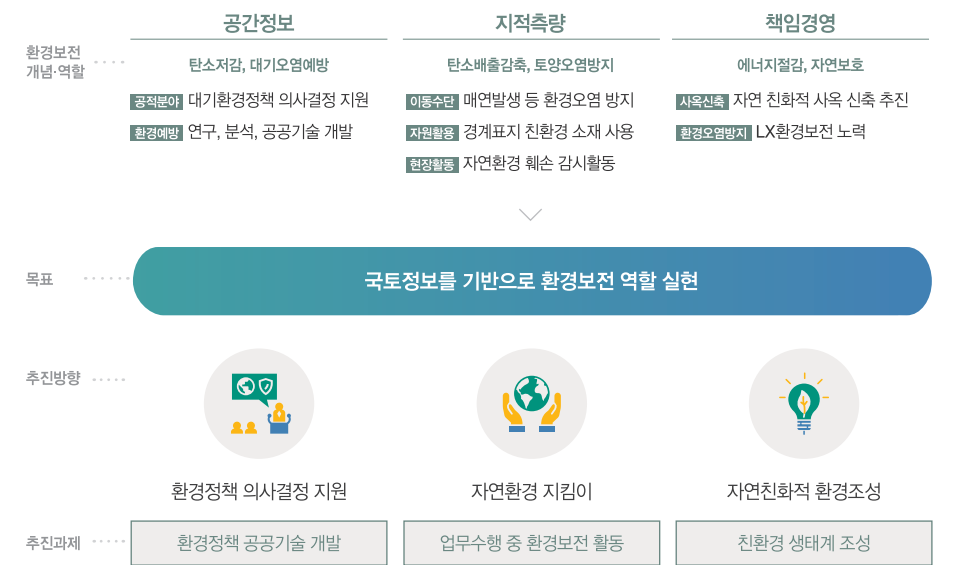 공간정보
지적측량
책임경영
환경보전
개념·역할
탄소저감, 대기오염예방
탄소배출감축, 토양오염방지
에너지절감, 자연보호
공적분야 대기환경정책 의사결정 지원
이동수단 매연발생 등 환경오염 방지
사옥신축 자연 친화적 사옥 신축 추진
환경예방 연구, 분석, 공공기술 개발
자원활용 경계표지 친환경 소재 사용
환경오염방지 LX환경보전 노력
현장활동 자연환경 훼손 감시활동
목표
국토정보를 기반으로 환경보전 역할 실현
추진방향
환경정책 의사결정 지원
자연환경 지킴이
자연친화적 환경조성
추진과제
환경정책 공공기술 개발
업무수행 중 환경보전 활동
친환경 생태계 조성